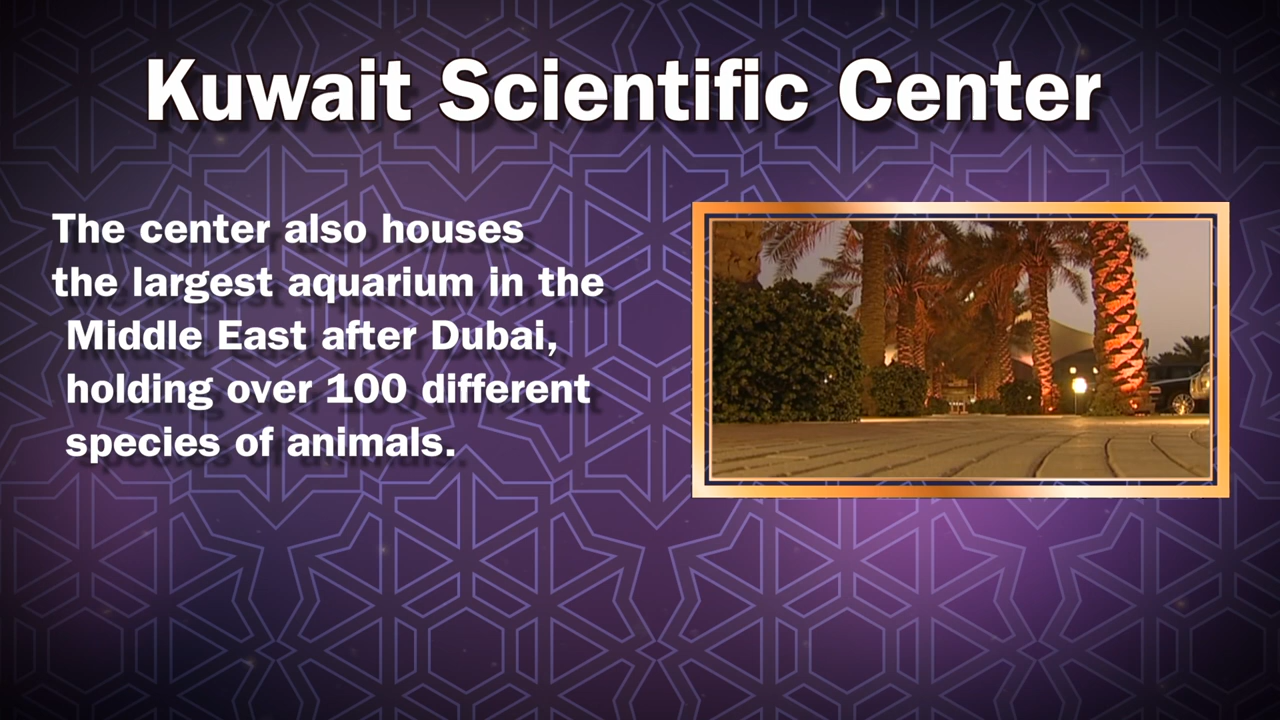 Kuwait Scientific Center
The center also houses
the largest aquarium in the
Middle East after Dubai,
holding over 100 different
species of animals.